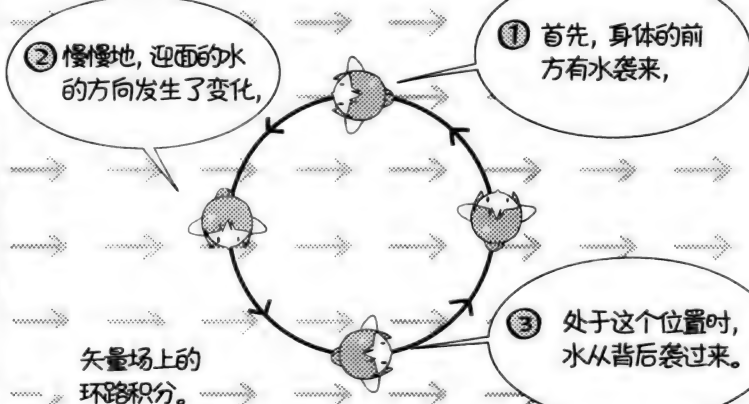 ① 首先，身体的前
方有水袭来，
② 慢慢地，迎面的水
的方向发生了变化，
③ 处于这个位置时，
水从背后袭过来。
矢量场上的
环路积分。